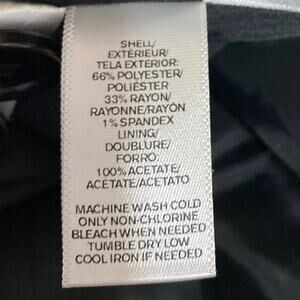 SHELL/
EXTÉRIEUR/
TELA EXTERIOR:
66% POLYESTER/
POLIÉSTER
33% RAYON/
RAYONNE/RAYÓN
1% SPANDEX
LINING/
DOUBLURE/
FORRO:
100% ACETATE/
ACÉTATE/ACETATO
MACHINE WASH COLD
ONLY NON-CHLORINE
BLEACH WHEN NEEDED
TUMBLE DRY LOW
COOL IRON IF NEEDED